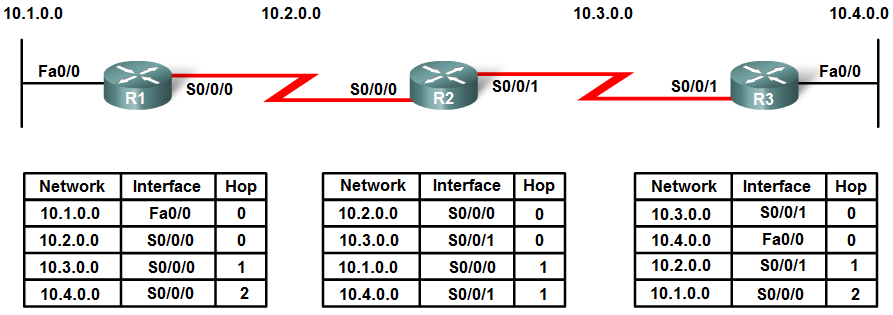 10.1.0.0 10.2.0.0 10.3.0.0 10.4.0.0
Fa0/0 R1 S0/0/0 S0/0/0 R2 S0/0/1 S0/0/1 R3 Fa0/0
Network Interface Hop
10.1.0.0 Fa0/0 0
10.2.0.0 S0/0/0 0
10.3.0.0 S0/0/0 1
10.4.0.0 S0/0/0 2
Network Interface Hop
10.2.0.0 S0/0/0 0
10.3.0.0 S0/0/1 0
10.1.0.0 S0/0/0 1
10.4.0.0 S0/0/1 1
Network Interface Hop
10.3.0.0 S0/0/1 0
10.4.0.0 Fa0/0 0
10.2.0.0 S0/0/1 1
10.1.0.0 S0/0/0 2